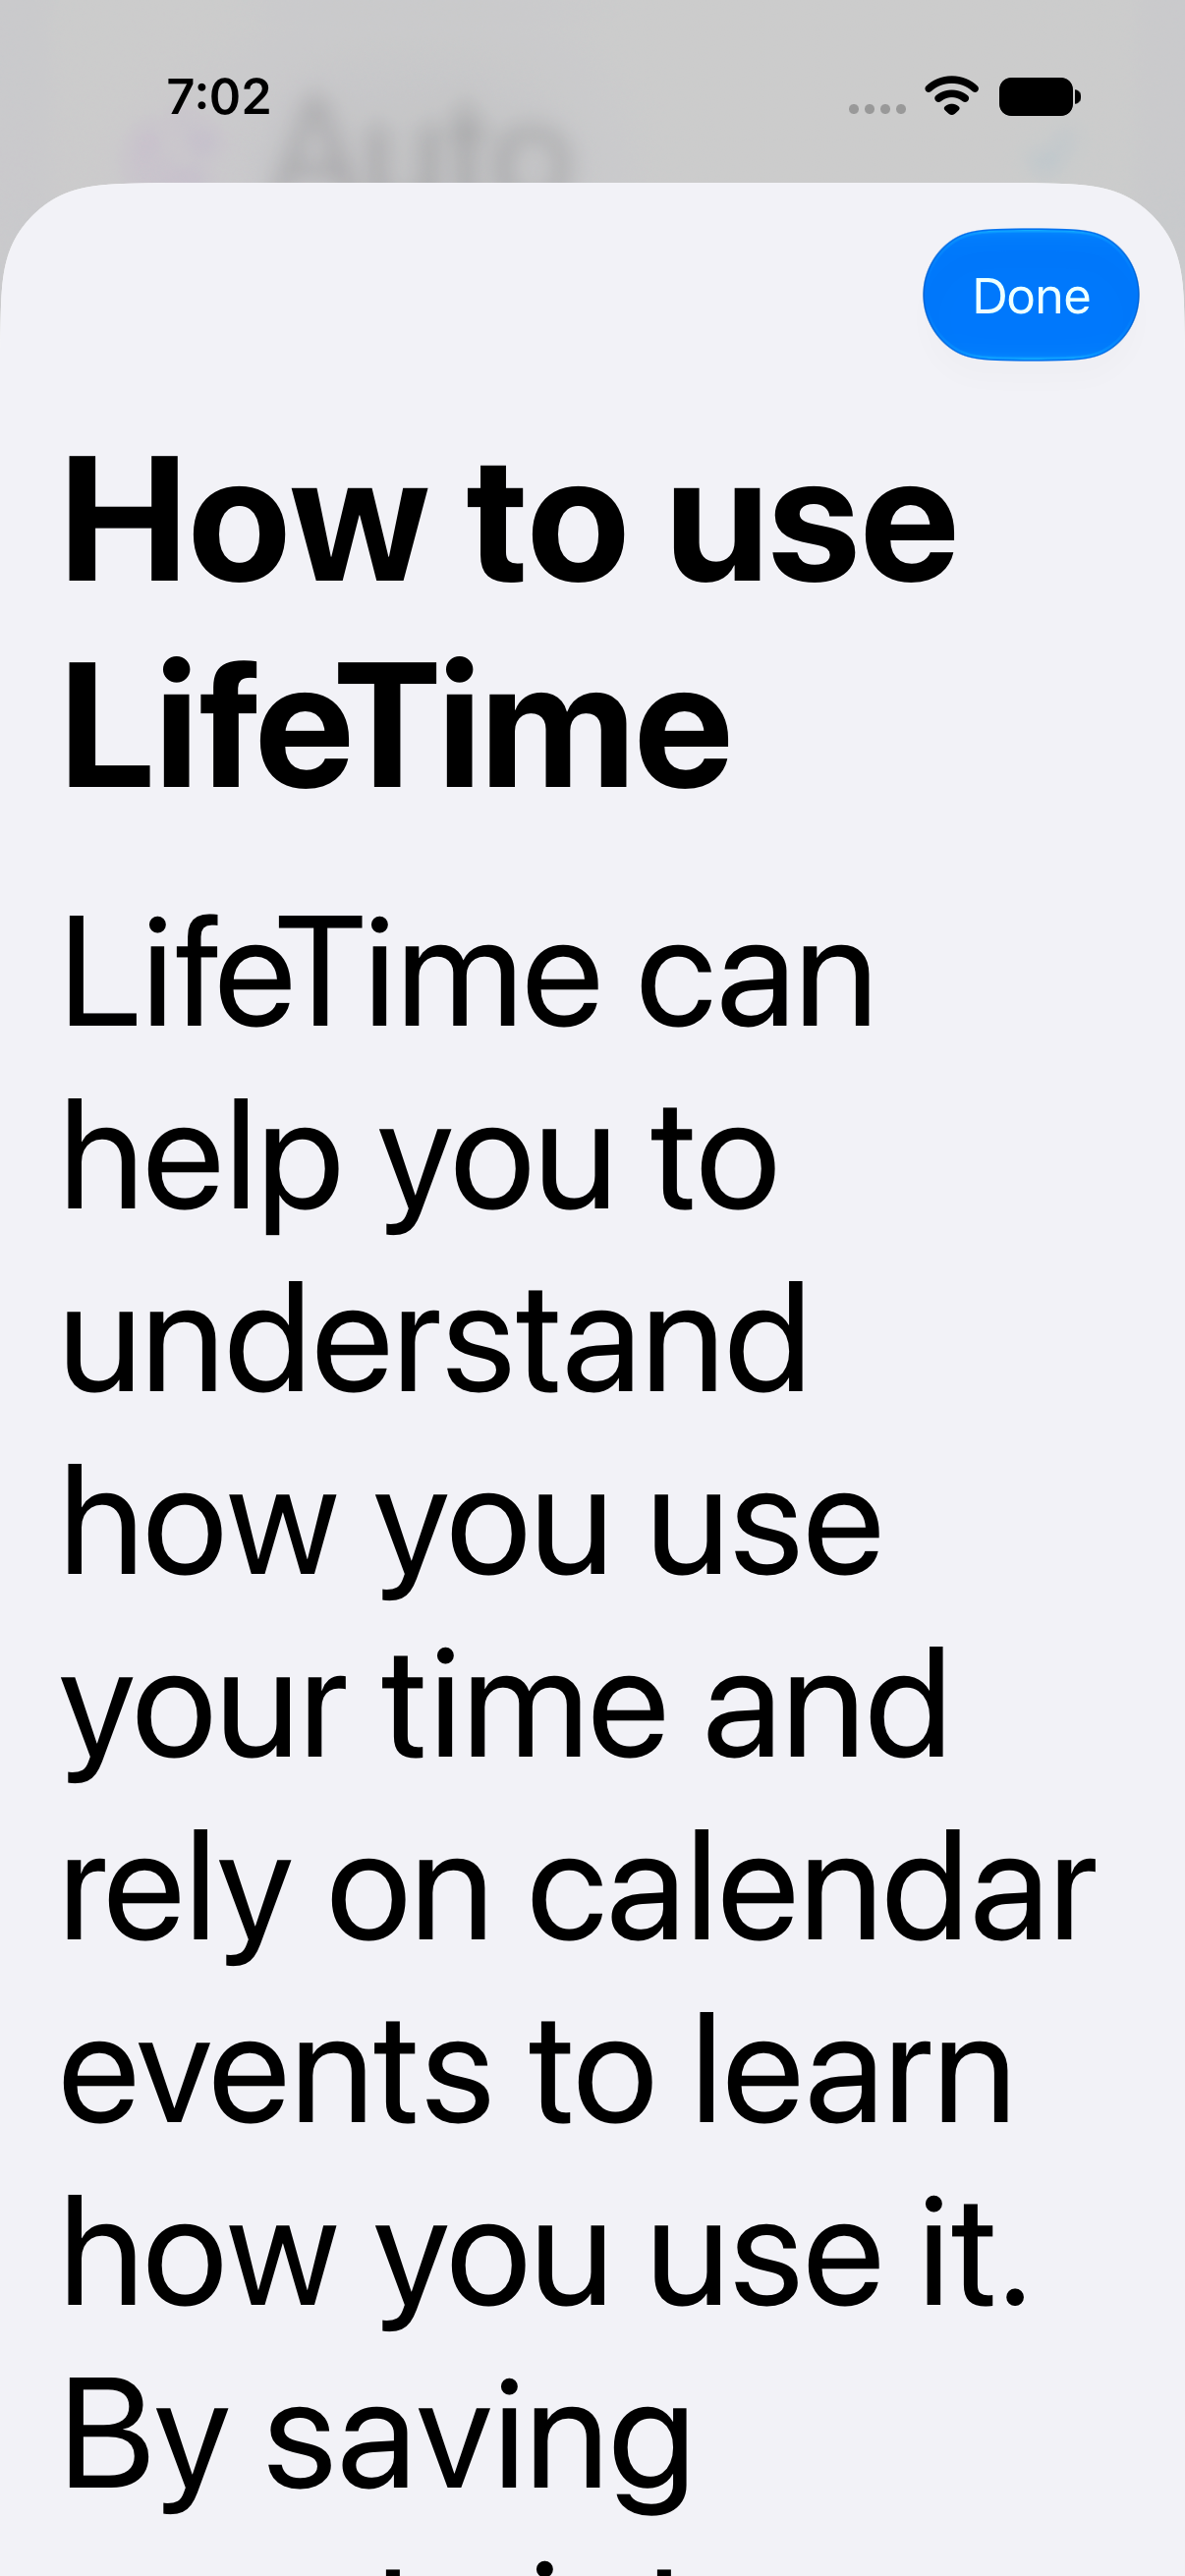 7:02
Auto
Done
How to use
LifeTime
LifeTime can
help you to
understand
how you use
your time and
rely on calendar
events to learn
how you use it.
By saving